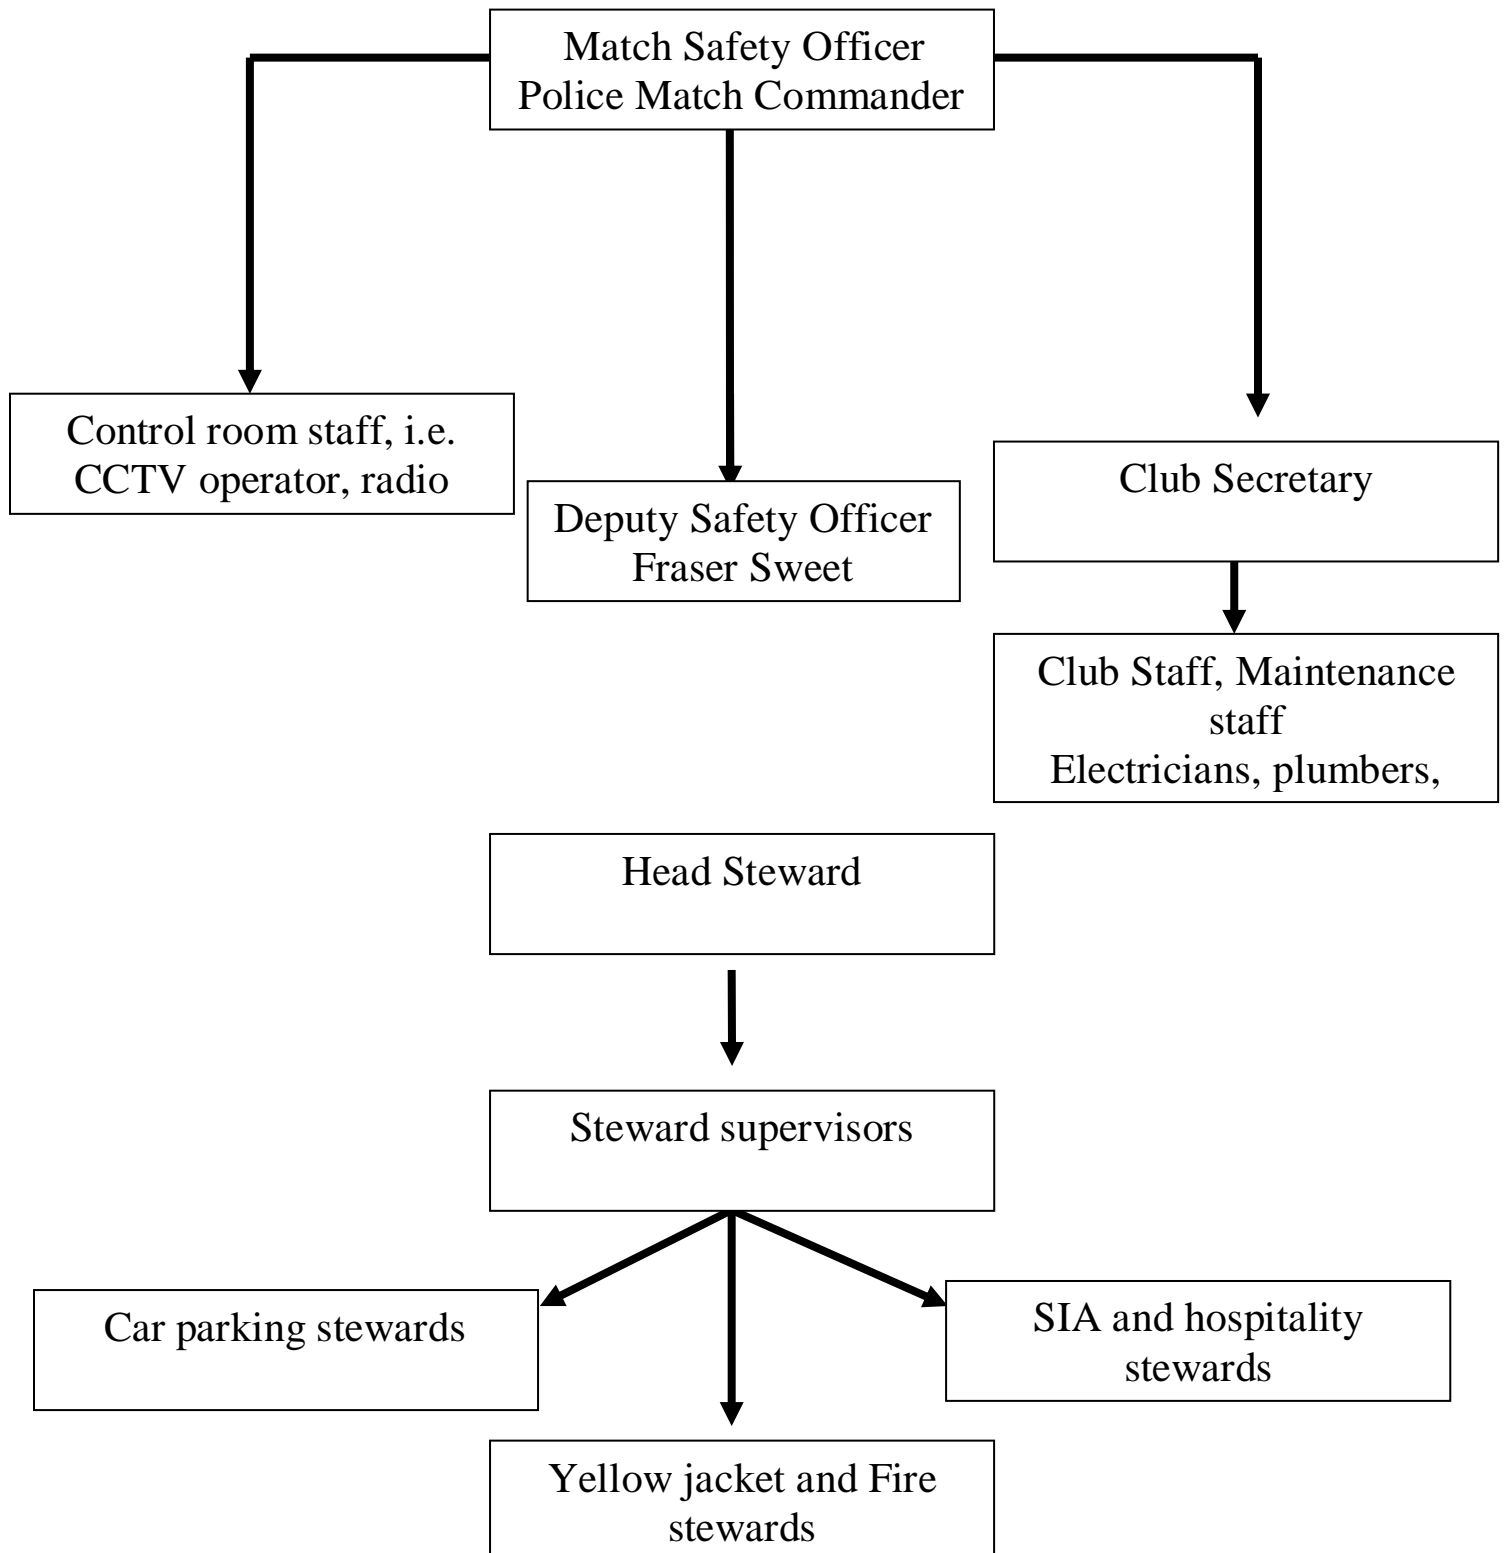 Match Safety Officer
Police Match Commander
Control room staff, i.e.
CCTV operator, radio
Deputy Safety Officer
Fraser Sweet
Club Secretary
Club Staff, Maintenance
staff
Electricians, plumbers,
Head Steward
Steward supervisors
Car parking stewards
SIA and hospitality
stewards
Yellow jacket and Fire
stewards